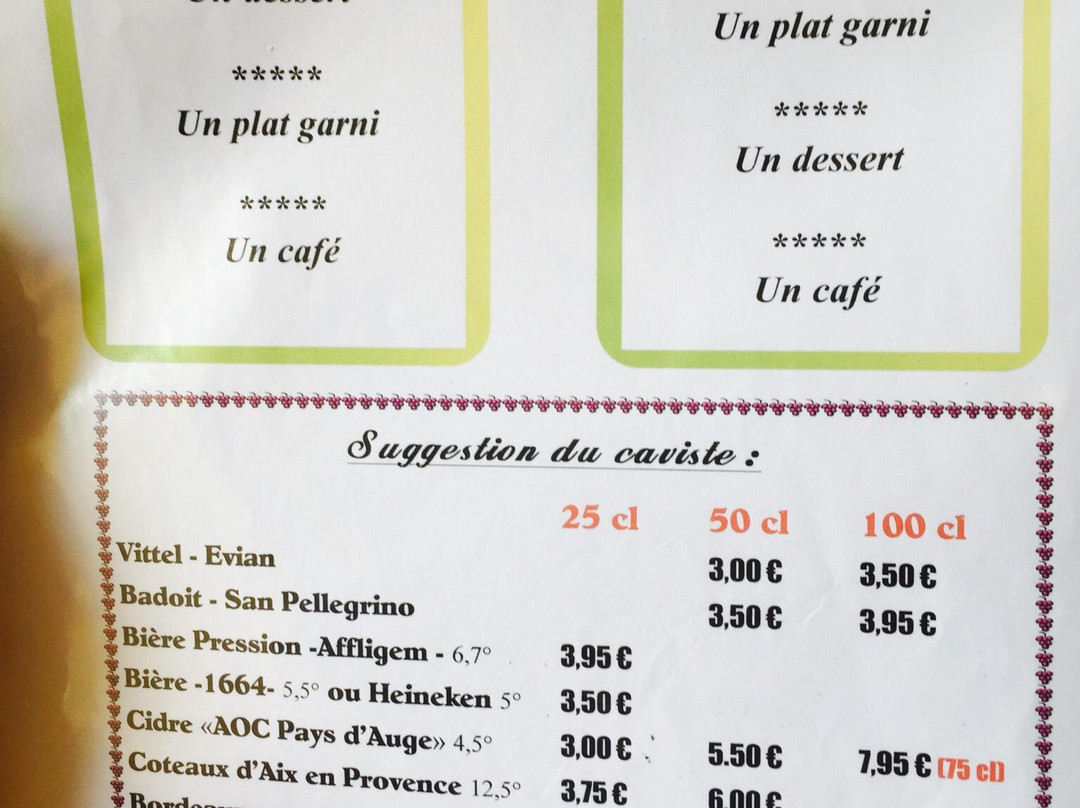 Un dessert
*****
Un plat garni
*****
Un café
Un plat garni
*****
Un dessert
*****
Un café
Suggestion du caviste :
25 cl 50 cl 100 cl
Vittel - Evian 3,00 € 3,50 €
Badoit - San Pellegrino 3,50 € 3,95 €
Bière Pression -Affligem - 6,7° 3,95 €
Bière -1664- 5,5° ou Heineken 5° 3,50 €
Cidre «AOC Pays d'Auge» 4,5° 3,00 € 5.50 € 7,95 € (75 cl)
Coteaux d'Aix en Provence 12,5° 3,75 € 6.00 €